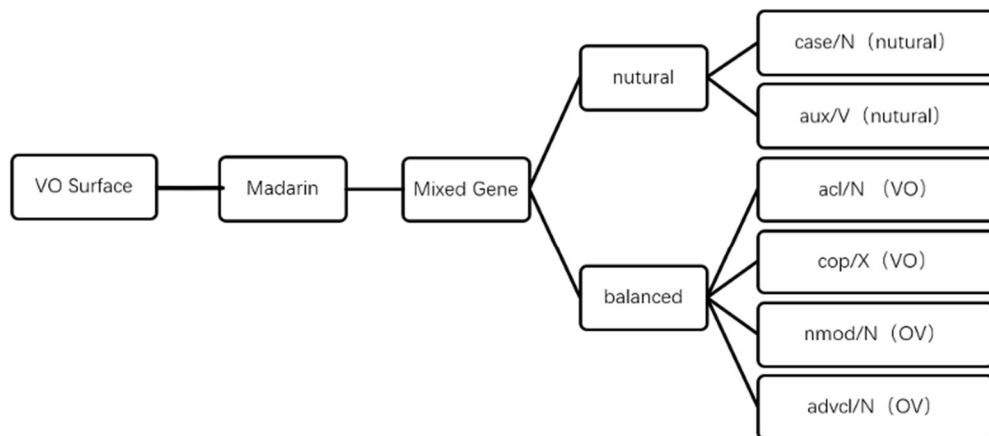 VO Surface
Madarin
Mixed Gene
nutural
balanced
case/N（nutural）
aux/V（nutural）
acl/N （VO）
cop/X（VO）
nmod/N（OV）
advcl/N（OV）